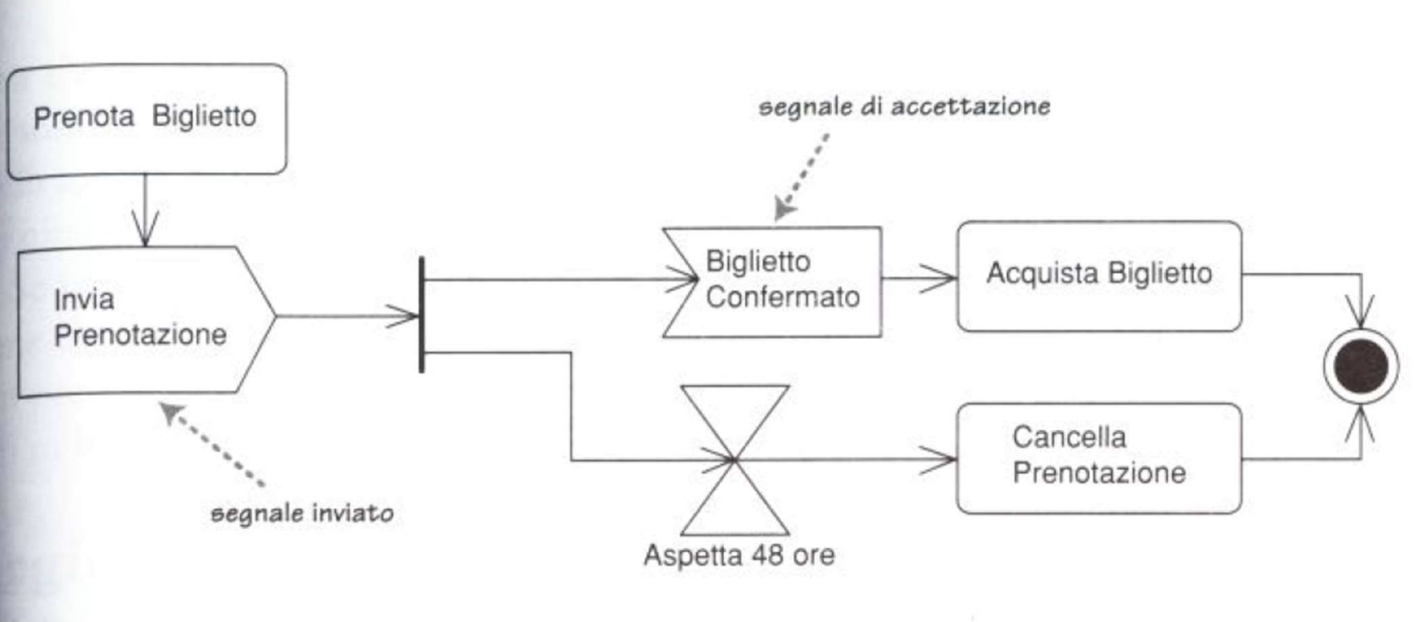 Prenota Biglietto
segnale di accettazione
Invia
Prenotazione
Biglietto
Confermato
Acquista Biglietto
segnale inviato
Aspetta 48 ore
Cancella
Prenotazione